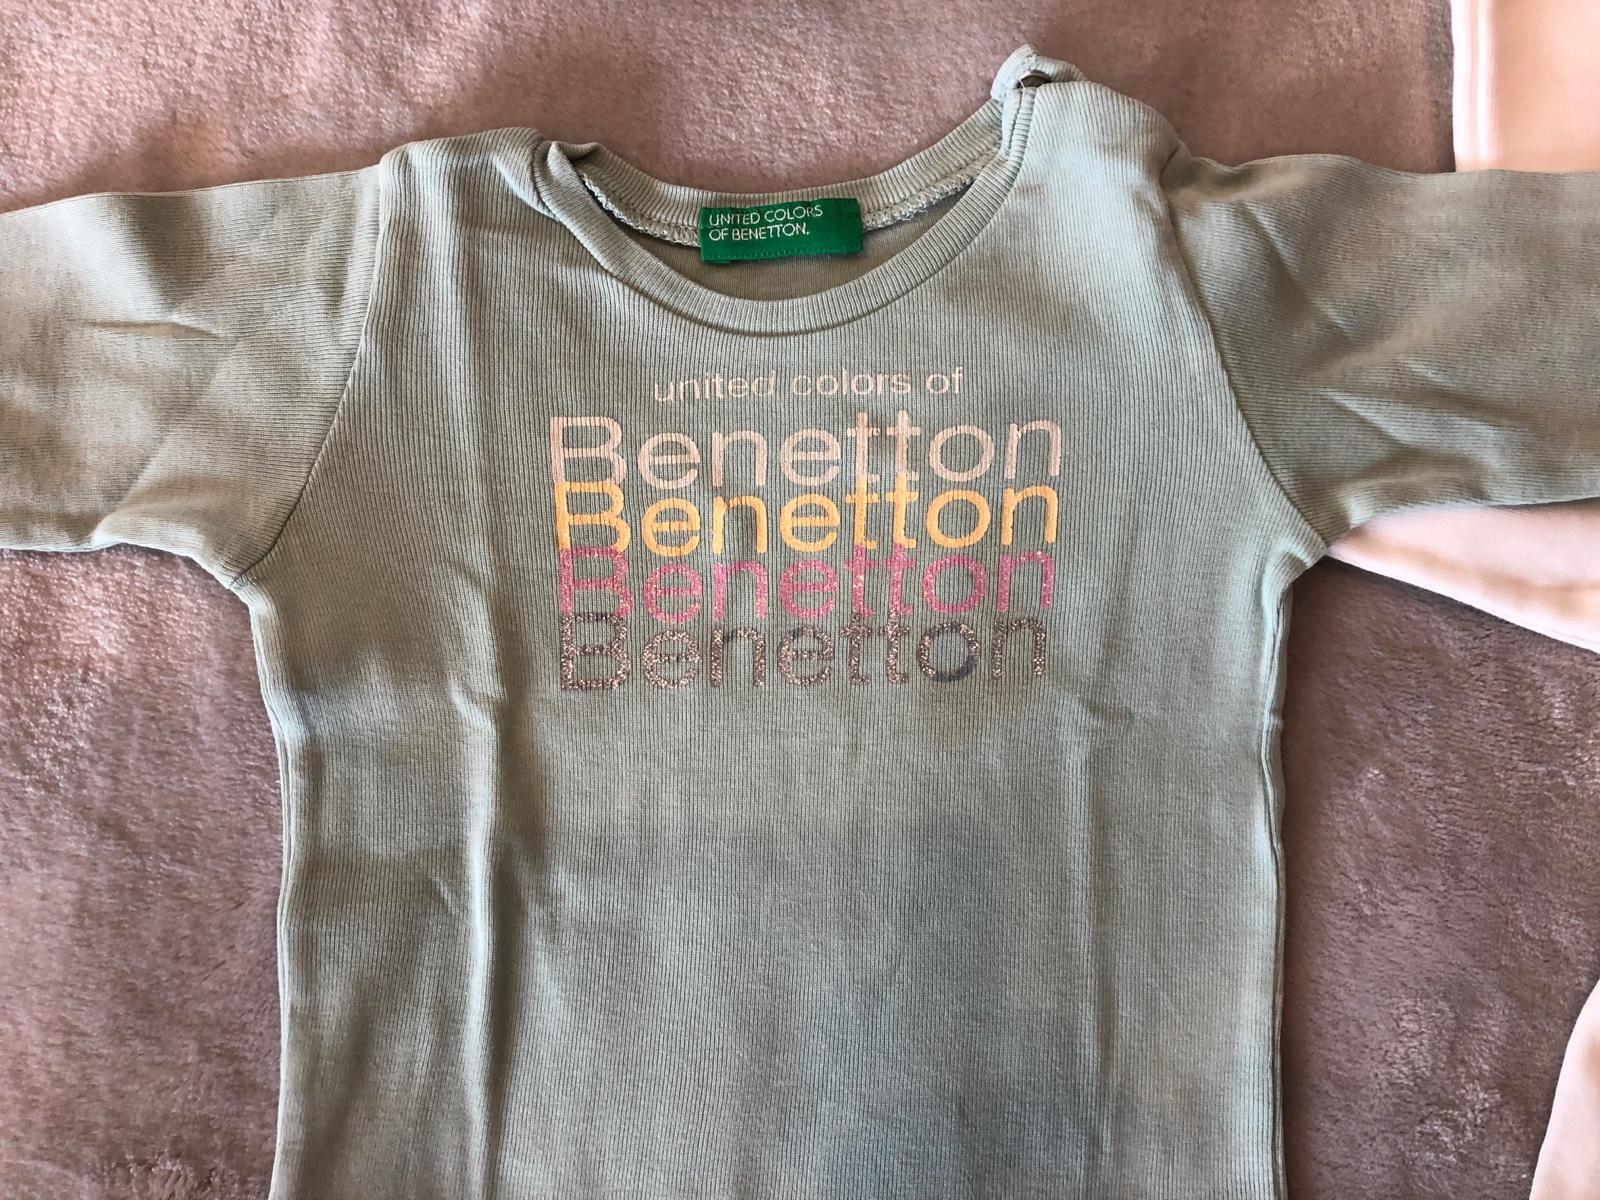 UNITED COLORS
OF BENETTON.
united colors of
Benetton
Benetton
Benetton
Benetton